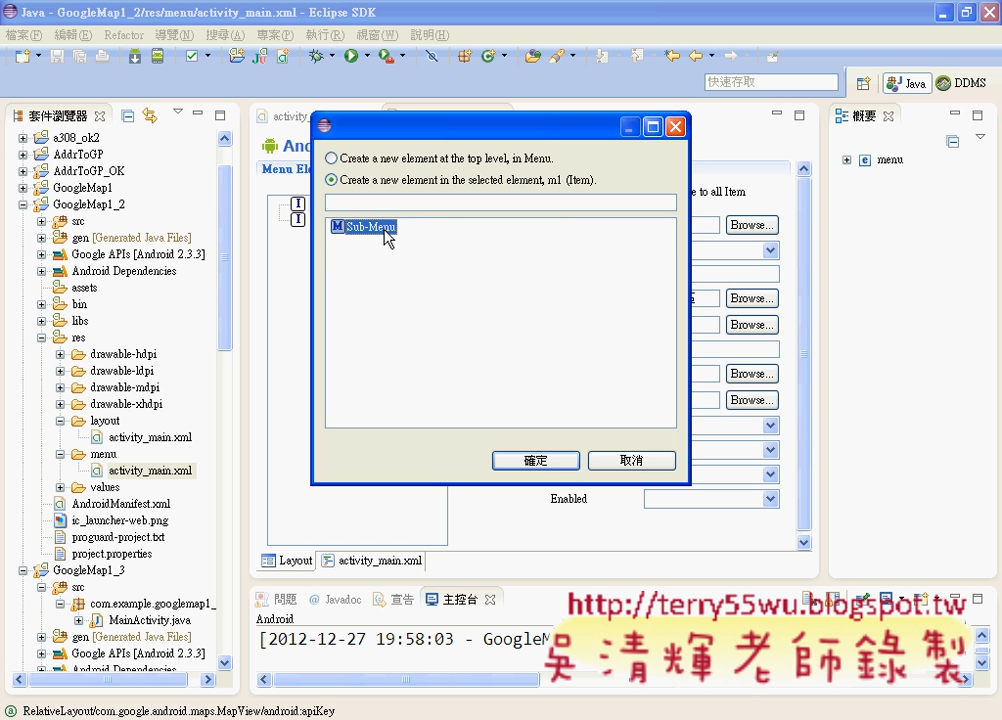 Java - GoogleMap1_2/res/menu/activity_main.xml - Eclipse SDK
檔案(F) 編輯(E) Refactor 導覽(N) 搜尋(A) 專案(P) 執行(R) 視窗(W) 說明(H)
快速存取
Java
DDMS
套件瀏覽器
a308_ok2
AddrToGP
AddrToGP_OK
GoogleMap1
GoogleMap1_2
src
gen [Generated Java Files]
Google APIs [Android 2.3.3]
Android Dependencies
assets
bin
libs
res
drawable-hdpi
drawable-ldpi
drawable-mdpi
drawable-xhdpi
layout
activity_main.xml
menu
activity_main.xml
values
AndroidManifest.xml
ic_launcher-web.png
proguard-project.txt
project.properties
GoogleMap1_3
src
com.example.googlemap1_
MainActivity.java
gen [Generated Java Files]
Google APIs [Android 2.3.3]
Android Dependencies
activity_
And
Menu Ele
I
I
Create a new element at the top level, in Menu.
Create a new element in the selected element, m1 (Item).
M Sub-Menu
確定
取消
e to all Item
Browse...
Browse...
Browse...
Browse...
Browse...
Enabled
Layout
activity_main.xml
概要
menu
問題
@ Javadoc
宣告
主控台
Android
[2012-12-27 19:58:03 - GoogleM
http://terry55wu.blogspot.tw
吳清輝老師錄製
RelativeLayout/com.google.android.maps.MapView/android:apiKey